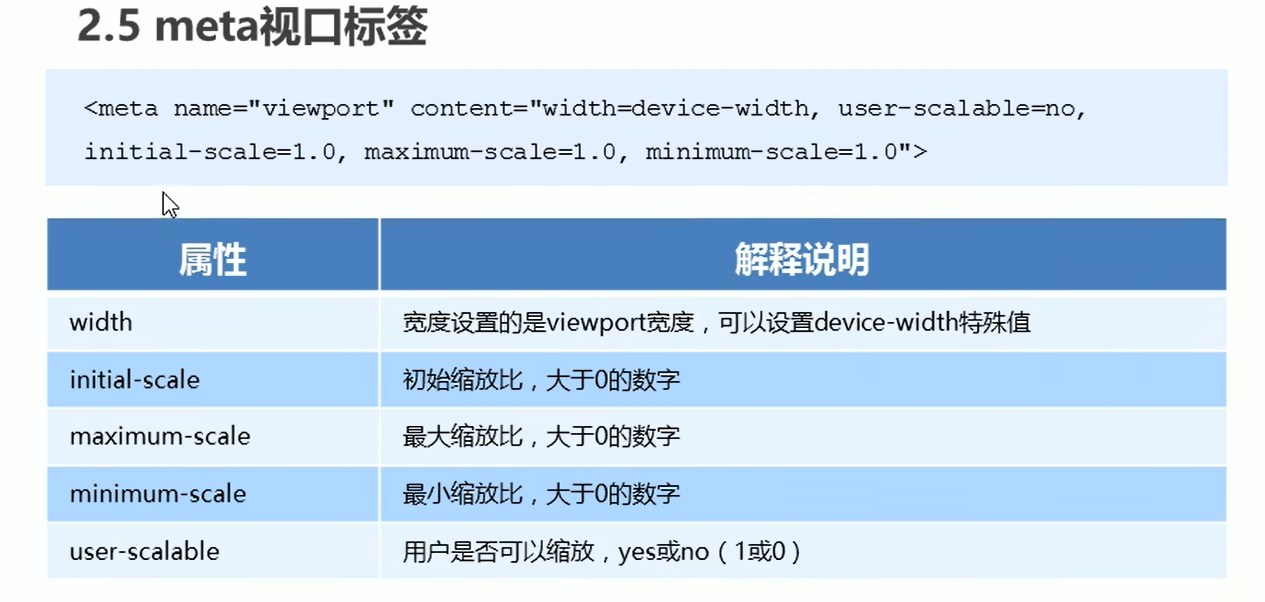 2.5 meta视口标签
<meta name="viewport" content="width=device-width, user-scalable=no,
initial-scale=1.0, maximum-scale=1.0, minimum-scale=1.0">
属性 解释说明
width 宽度设置的是viewport宽度，可以设置device-width特殊值
initial-scale 初始缩放比，大于0的数字
maximum-scale 最大缩放比，大于0的数字
minimum-scale 最小缩放比，大于0的数字
user-scalable 用户是否可以缩放，yes或no（1或0）